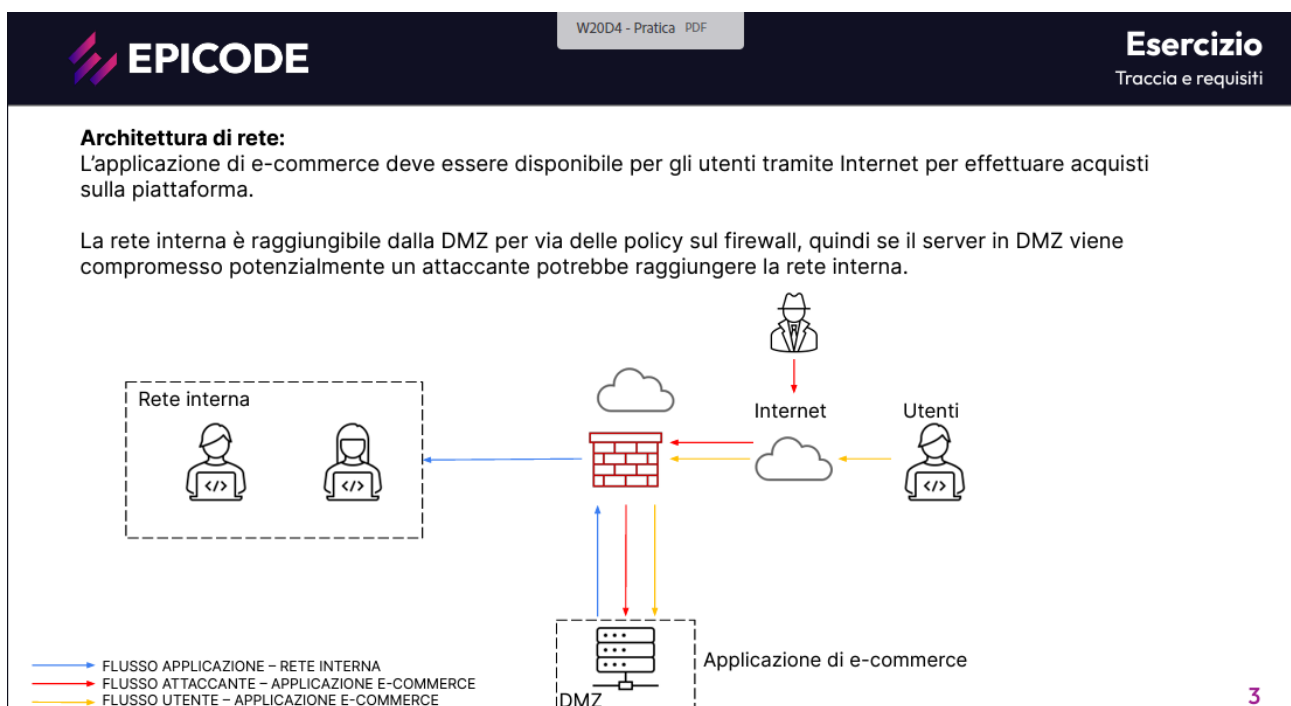 W20D4 - Pratica PDF
EPICODE
Esercizio
Traccia e requisiti
Architettura di rete:
L’applicazione di e-commerce deve essere disponibile per gli utenti tramite Internet per effettuare acquisti
sulla piattaforma.
La rete interna è raggiungibile dalla DMZ per via delle policy sul firewall, quindi se il server in DMZ viene
compromesso potenzialmente un attaccante potrebbe raggiungere la rete interna.
Rete interna
Internet
Utenti
</>
</>
</>
Applicazione di e-commerce
DMZ
FLUSSO APPLICAZIONE – RETE INTERNA
FLUSSO ATTACCANTE – APPLICAZIONE E-COMMERCE
FLUSSO UTENTE – APPLICAZIONE E-COMMERCE
3